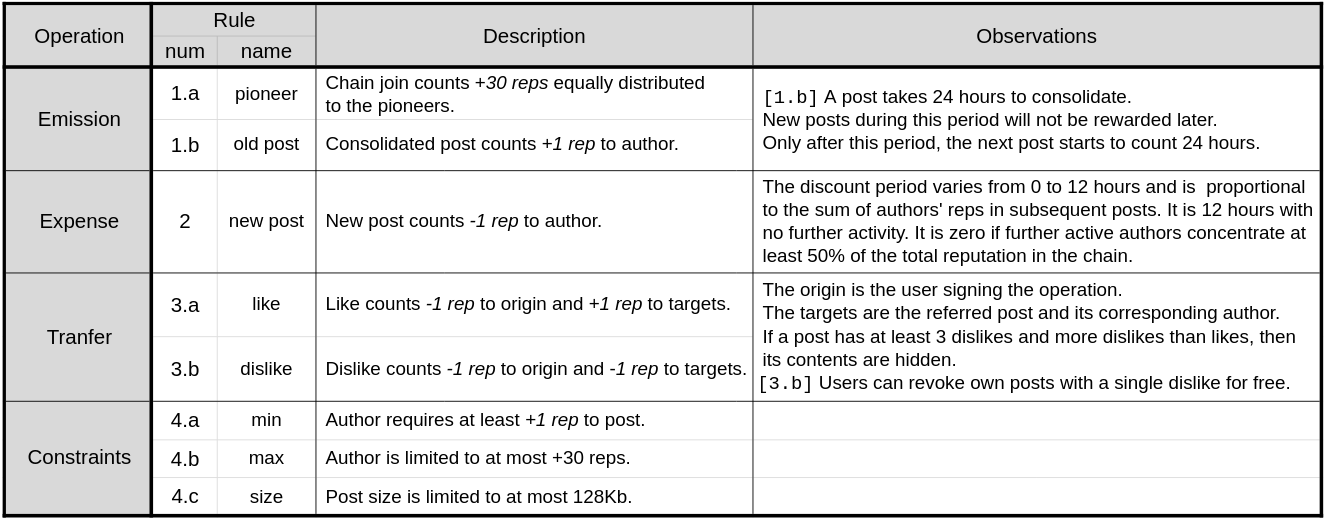 Operation
Rule
num
name
Description
Observations
Emission
1.a
pioneer
Chain join counts +30 reps equally distributed
to the pioneers.
1.b
old post
Consolidated post counts +1 rep to author.
[1.b] A post takes 24 hours to consolidate.
New posts during this period will not be rewarded later.
Only after this period, the next post starts to count 24 hours.
Expense
2
new post
New post counts -1 rep to author.
The discount period varies from 0 to 12 hours and is  proportional
to the sum of authors' reps in subsequent posts. It is 12 hours with
no further activity. It is zero if further active authors concentrate at
least 50% of the total reputation in the chain.
Tranfer
3.a
like
Like counts -1 rep to origin and +1 rep to targets.
3.b
dislike
Dislike counts -1 rep to origin and -1 rep to targets.
The origin is the user signing the operation.
The targets are the referred post and its corresponding author.
If a post has at least 3 dislikes and more dislikes than likes, then
its contents are hidden.
[3.b] Users can revoke own posts with a single dislike for free.
Constraints
4.a
min
Author requires at least +1 rep to post.
4.b
max
Author is limited to at most +30 reps.
4.c
size
Post size is limited to at most 128Kb.